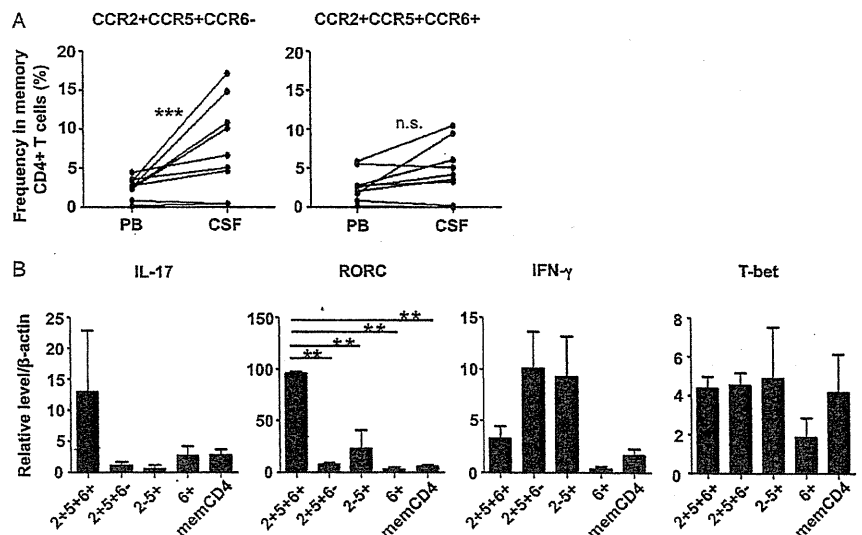 A
CCR2+CCR5+CCR6-
CCR2+CCR5+CCR6+
Frequency in memory
CD4+ T cells (%)
20
15
10
5
0
***
PB
CSF
20
15
10
5
0
n.s.
PB
CSF
B
IL-17
RORC
IFN-γ
T-bet
Relative level/β-actin
25
20
15
10
5
0
2+5+6+
2+5+6-
2-5+
6+
memCD4
150
100
50
0
**
**
**
**
2+5+6+
2+5+6-
2-5+
6+
memCD4
15
10
5
0
2+5+6+
2+5+6-
2-5+
6+
memCD4
8
6
4
2
0
2+5+6+
2+5+6-
2-5+
6+
memCD4